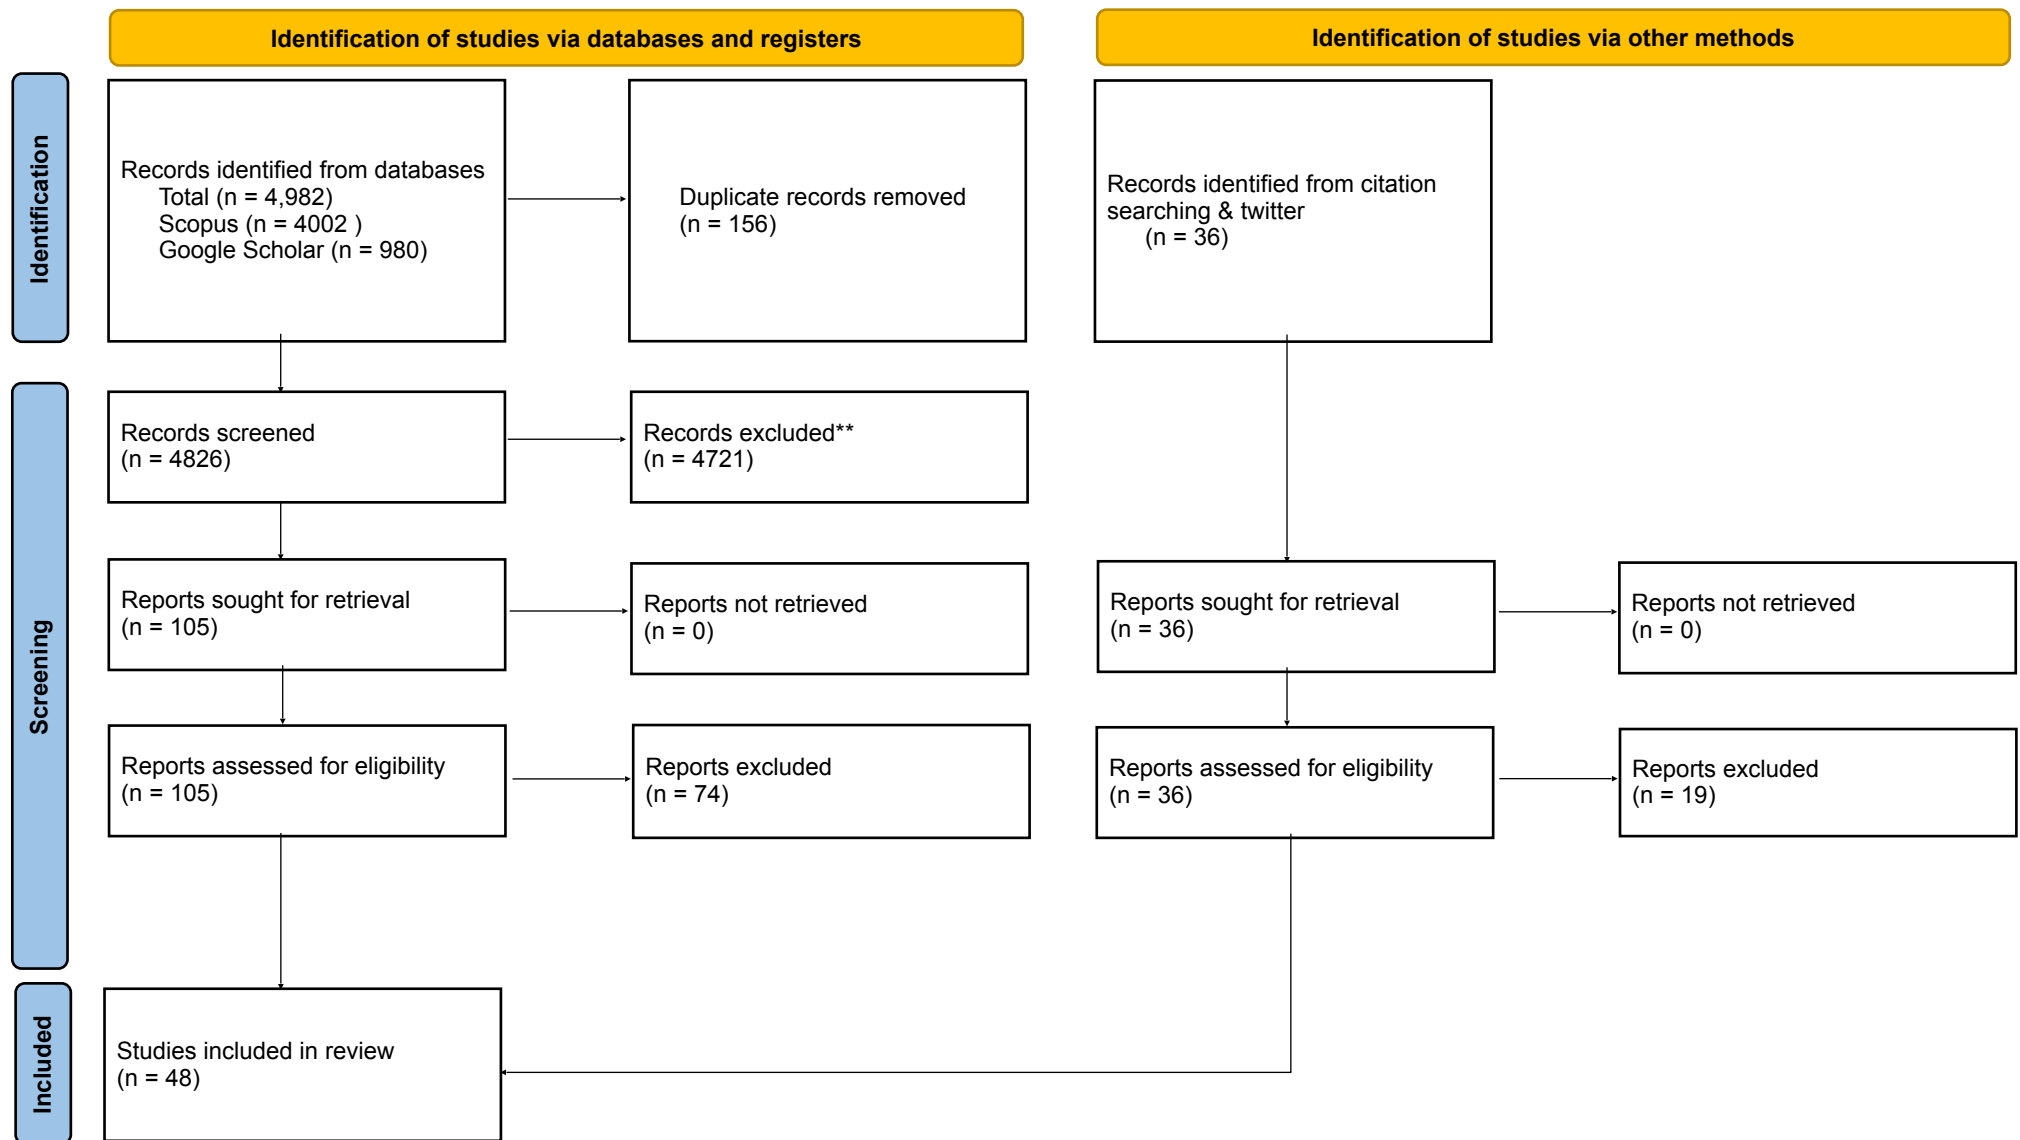 Identification of studies via databases and registers
Identification of studies via other methods
Identification
Records identified from databases
Total (n = 4,982)
Scopus (n = 4002 )
Google Scholar (n = 980)
Duplicate records removed
(n = 156)
Records identified from citation
searching & twitter
(n = 36)
Screening
Records screened
(n = 4826)
Records excluded**
(n = 4721)
Reports sought for retrieval
(n = 105)
Reports not retrieved
(n = 0)
Reports sought for retrieval
(n = 36)
Reports not retrieved
(n = 0)
Reports assessed for eligibility
(n = 105)
Reports excluded
(n = 74)
Reports assessed for eligibility
(n = 36)
Reports excluded
(n = 19)
Included
Studies included in review
(n = 48)